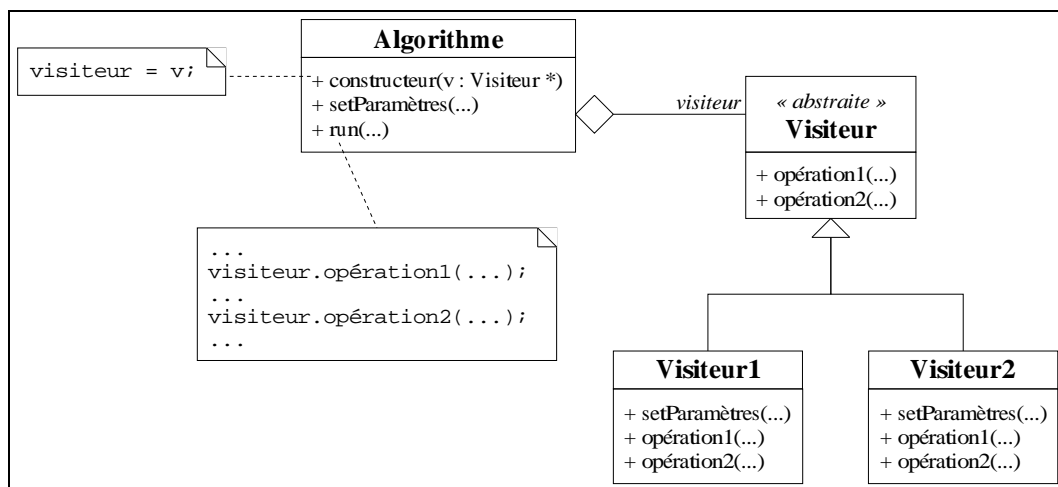 Algorithme
+ constructeur(v : Visiteur *)
+ setParamètres(...)
+ run(...)
visiteur = v;
visiteur
« abstraite »
Visiteur
+ opération1(...)
+ opération2(...)
...
visiteur.opération1(...);
...
visiteur.opération2(...);
...
Visiteur1
+ setParamètres(...)
+ opération1(...)
+ opération2(...)
Visiteur2
+ setParamètres(...)
+ opération1(...)
+ opération2(...)